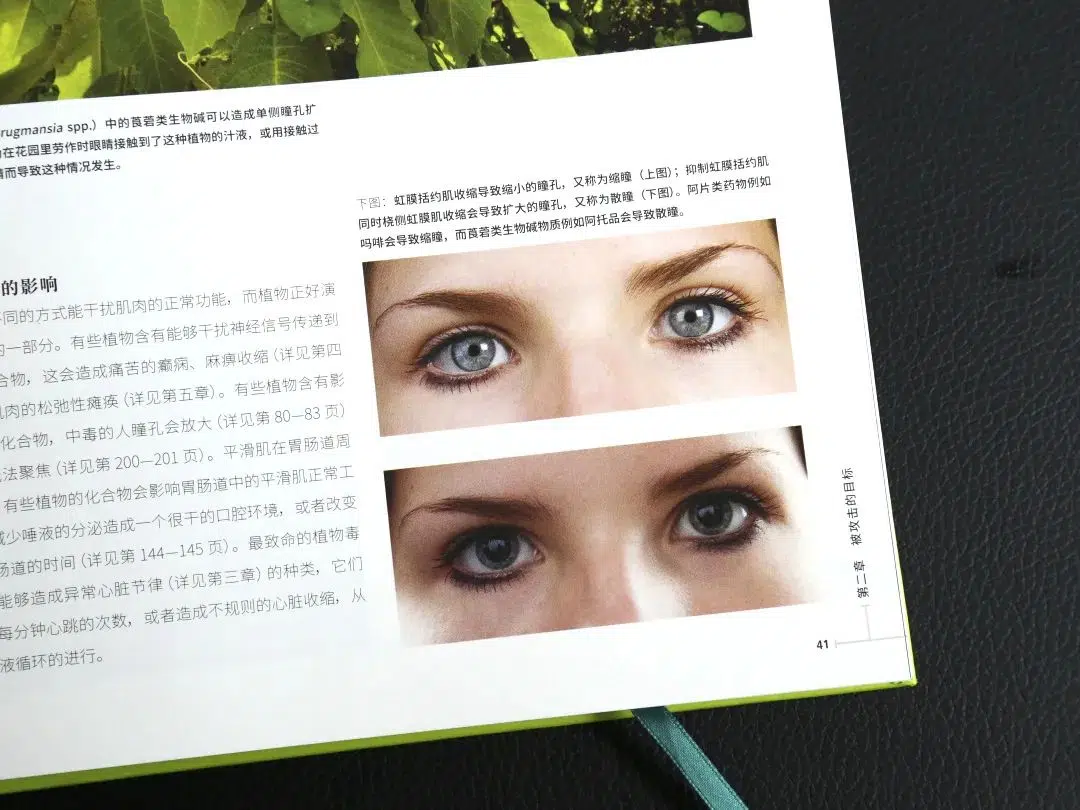 rugmansia spp.）中的莨菪类生物碱可以造成单侧瞳孔扩
在花园里劳作时眼睛接触到了这种植物的汁液，或用接触过
而导致这种情况发生。
下图：虹膜括约肌收缩导致缩小的瞳孔，又称为缩瞳（上图）；抑制虹膜括约肌
同时桡侧虹膜肌收缩会导致扩大的瞳孔，又称为散瞳（下图）。阿片类药物例如
吗啡会导致缩瞳，而莨菪类生物碱物质例如阿托品会导致散瞳。
的影响
不同的方式能干扰肌肉的正常功能，而植物正好演
的一部分。有些植物含有能够干扰神经信号传递到
合物，这会造成痛苦的癫痫、麻痹收缩（详见第四
肌肉的松弛性瘫痪（详见第五章）。有些植物含有影
化合物，中毒的人瞳孔会放大（详见第 80—83 页）
法聚焦（详见第 200—201 页）。平滑肌在胃肠道周
有些植物的化合物会影响胃肠道中的平滑肌正常工
减少唾液的分泌造成一个很干的口腔环境，或者改变
肠道的时间（详见第 144—145 页）。最致命的植物毒
能够造成异常心脏节律（详见第三章）的种类，它们
每分钟心跳的次数，或者造成不规则的心脏收缩，从
液循环的进行。
第二章 被攻击的目标
41